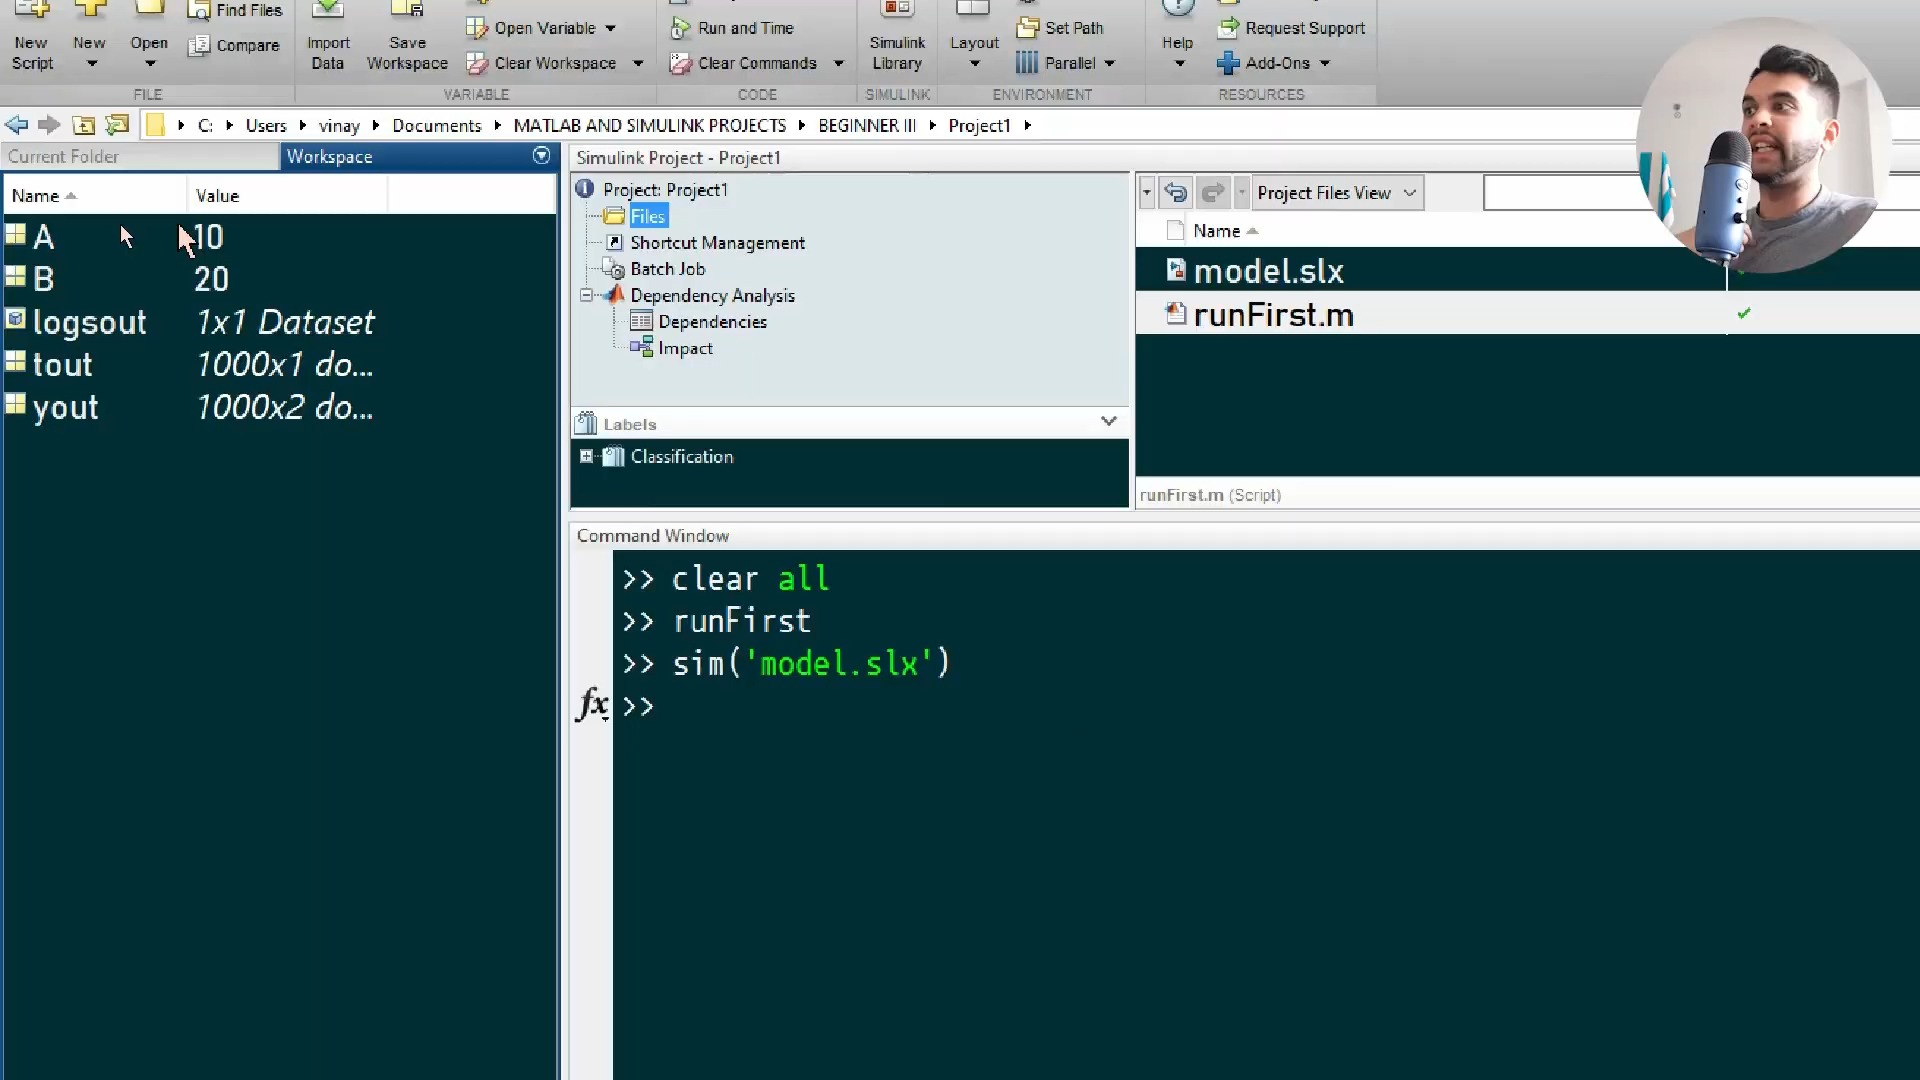 New Script
New
Open
Find Files
Compare
Import Data
Save Workspace
Open Variable
Clear Workspace
Run and Time
Clear Commands
Simulink Library
Layout
Set Path
Parallel
Help
Request Support
Add-Ons
FILE
VARIABLE
CODE
SIMULINK
ENVIRONMENT
RESOURCES
C: Users vinay Documents MATLAB AND SIMULINK PROJECTS BEGINNER III Project1
Current Folder
Workspace
Name Value
A 10
B 20
logsout 1x1 Dataset
tout 1000x1 do...
yout 1000x2 do...
Simulink Project - Project1
Project: Project1
Files
Shortcut Management
Batch Job
Dependency Analysis
Dependencies
Impact
Labels
Classification
Project Files View
Name
model.slx
runFirst.m
runFirst.m (Script)
Command Window
>> clear all
>> runFirst
>> sim('model.slx')
fx >>